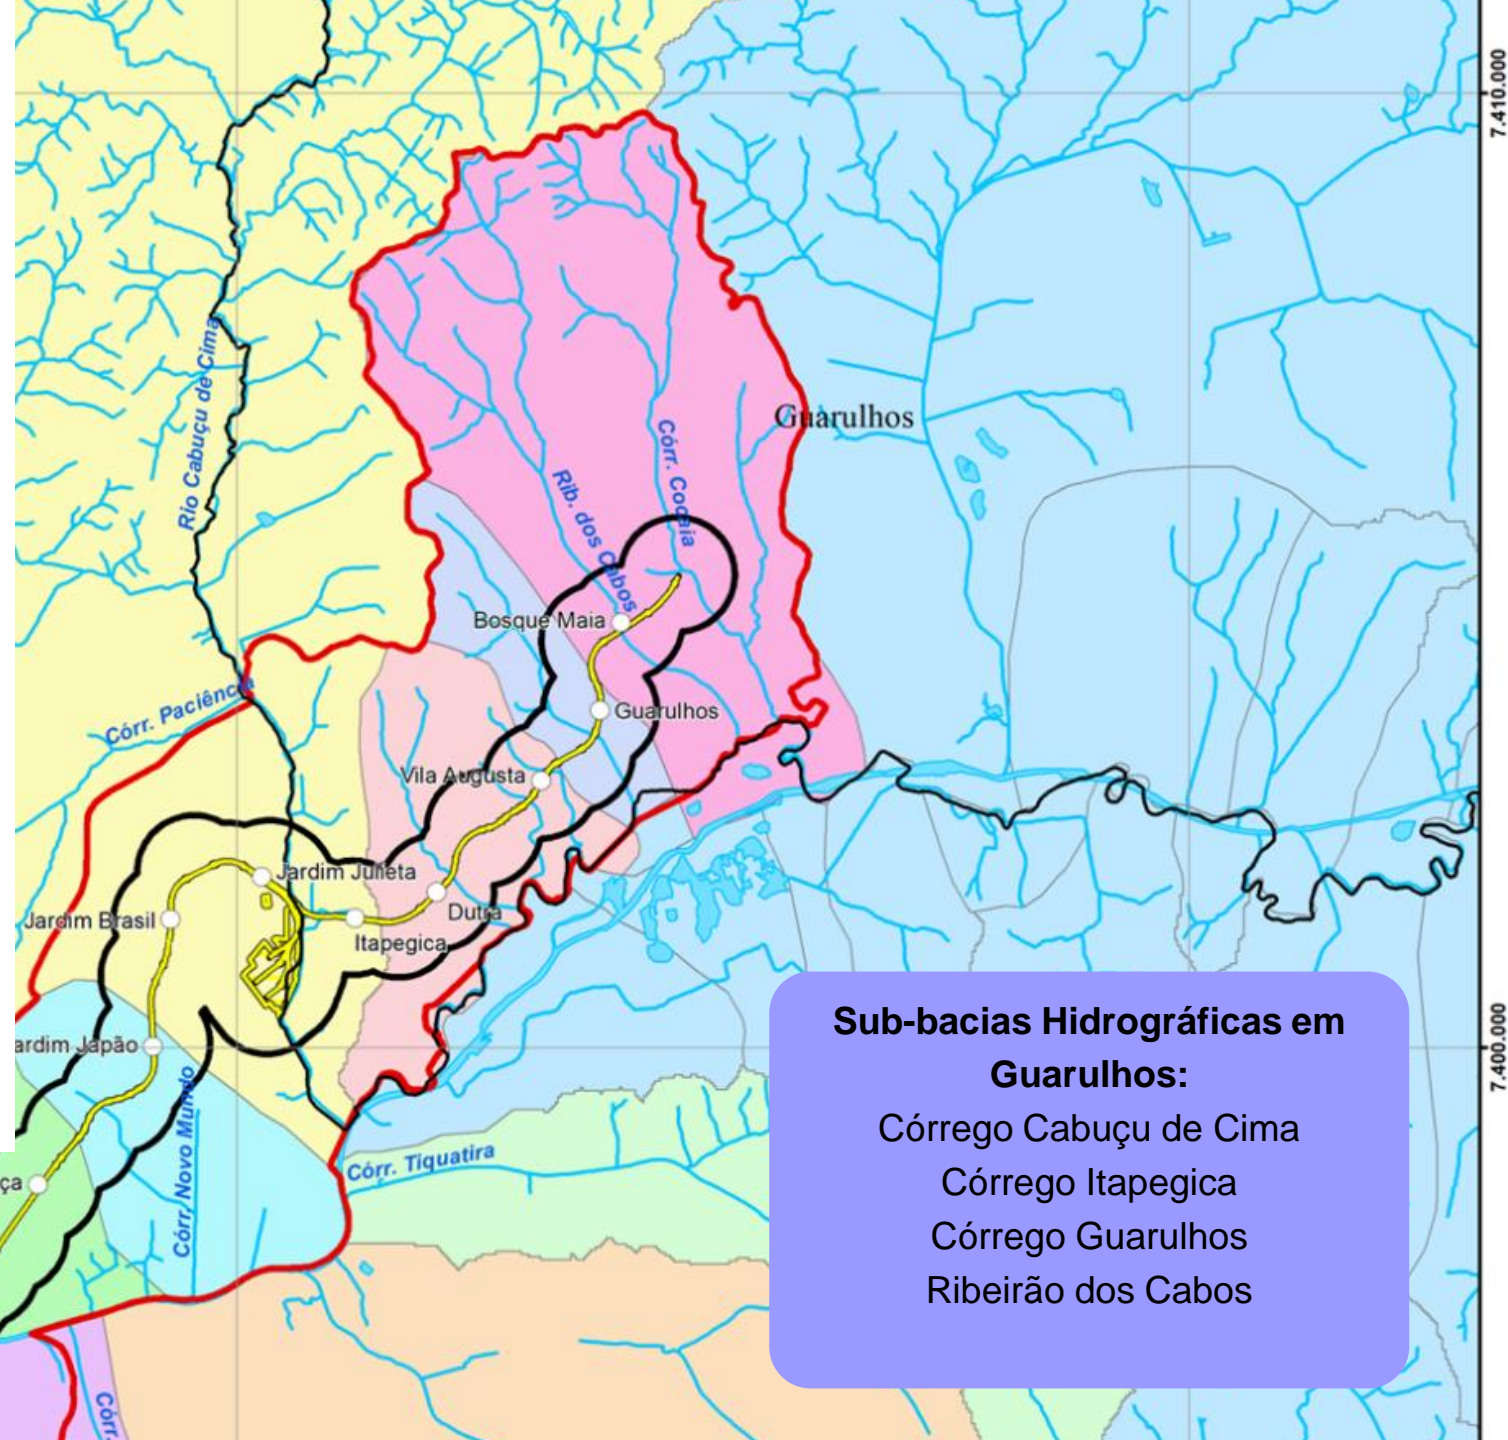 7.410.000
Rio Cabuçu de Cima
Guarulhos
Córr. Cocaia
Rib. dos Cabos
Bosque Maia
Córr. Paciência
Guarulhos
Vila Augusta
Jardim Julieta
Jardim Brasil
Dutra
Itapegica
ardim Japão
7.400.000
Córr. Novo Mundo
Córr. Tiquatira
ça
Córr.
Sub-bacias Hidrográficas em
Guarulhos:
Córrego Cabuçu de Cima
Córrego Itapegica
Córrego Guarulhos
Ribeirão dos Cabos